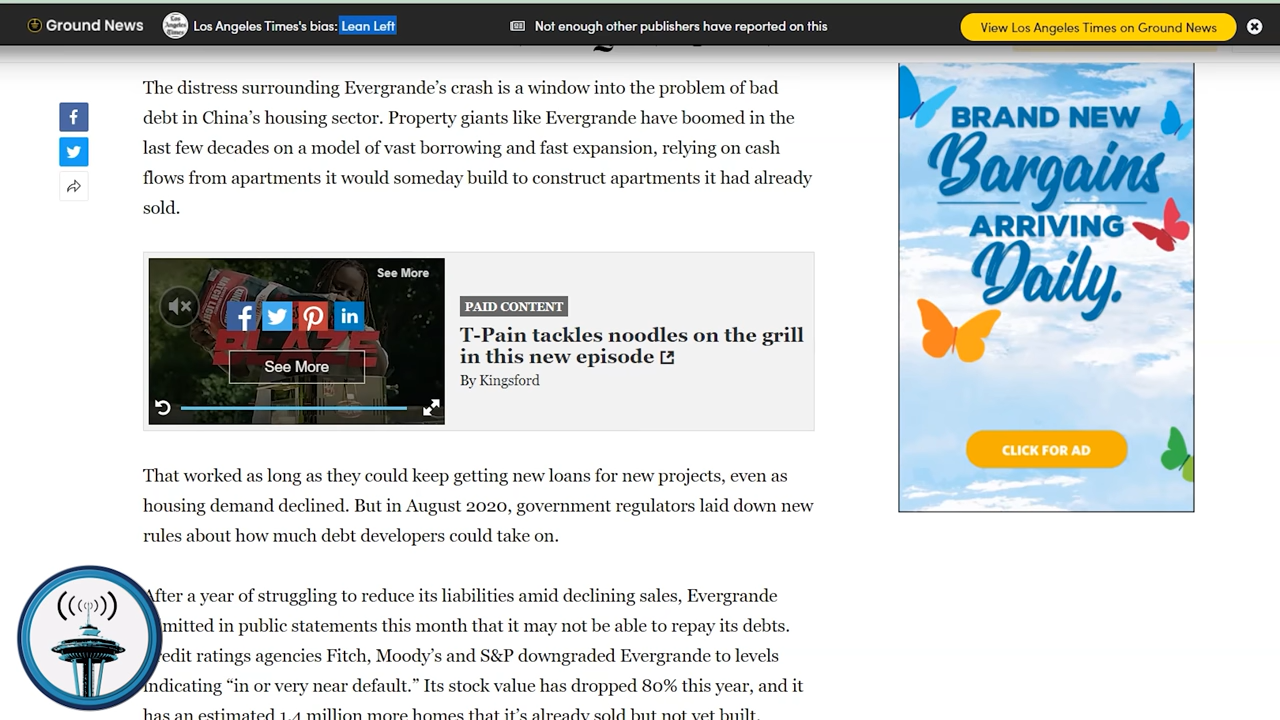 Ground News
Los Angeles Times
Los Angeles Times's bias: Lean Left
Not enough other publishers have reported on this
View Los Angeles Times on Ground News
The distress surrounding Evergrande’s crash is a window into the problem of bad
debt in China’s housing sector. Property giants like Evergrande have boomed in the
last few decades on a model of vast borrowing and fast expansion, relying on cash
flows from apartments it would someday build to construct apartments it had already
sold.
See More
MATCH LIGHT
BLAZE
See More
PAID CONTENT
T-Pain tackles noodles on the grill
in this new episode
By Kingsford
That worked as long as they could keep getting new loans for new projects, even as
housing demand declined. But in August 2020, government regulators laid down new
rules about how much debt developers could take on.
After a year of struggling to reduce its liabilities amid declining sales, Evergrande
mitted in public statements this month that it may not be able to repay its debts.
redit ratings agencies Fitch, Moody’s and S&P downgraded Evergrande to levels
indicating “in or very near default.” Its stock value has dropped 80% this year, and it
has an estimated 1.4 million more homes that it’s already sold but not yet built.
BRAND NEW
Bargains
ARRIVING
Daily.
CLICK FOR AD